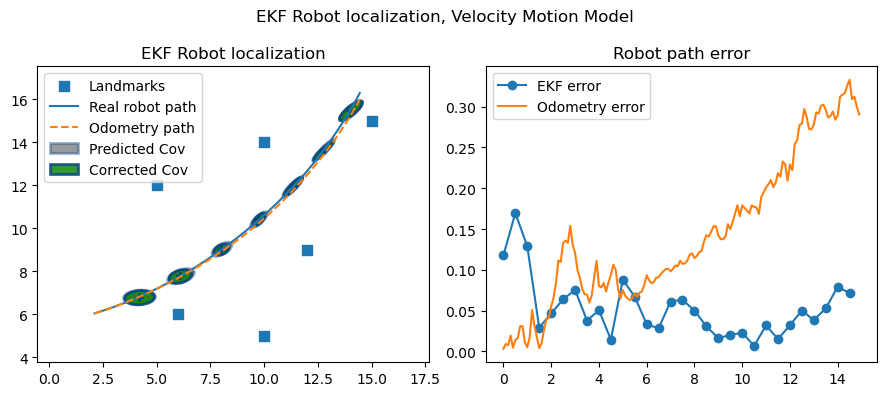 EKF Robot localization, Velocity Motion Model
EKF Robot localization
Landmarks
Real robot path
Odometry path
Predicted Cov
Corrected Cov
16
14
12
10
8
6
4
0.0 2.5 5.0 7.5 10.0 12.5 15.0 17.5
Robot path error
EKF error
Odometry error
0.30
0.25
0.20
0.15
0.10
0.05
0.00
0 2 4 6 8 10 12 14